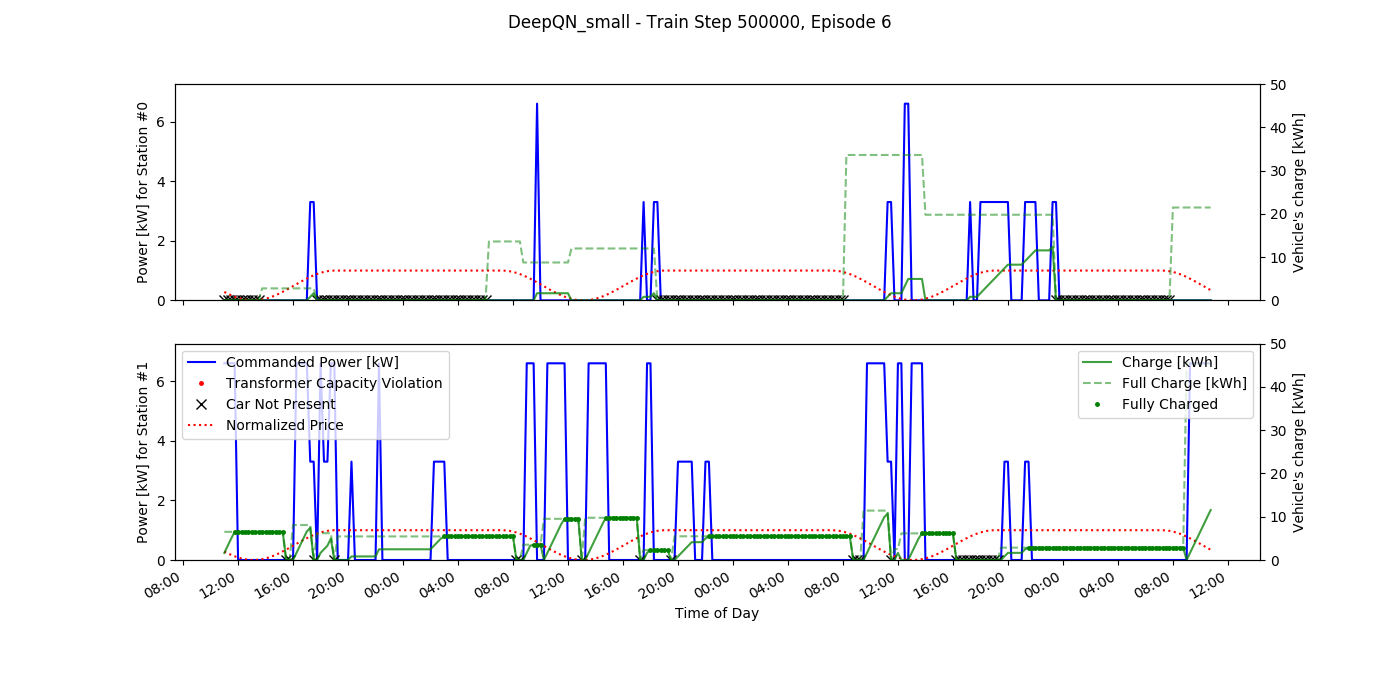 DeepQN_small - Train Step 500000, Episode 6
Power [kW] for Station #0
6
4
2
0
50
40
30
20
10
0
Vehicle's charge [kWh]
Power [kW] for Station #1
6
4
2
0
Commanded Power [kW]
Transformer Capacity Violation
Car Not Present
Normalized Price
Charge [kWh]
Full Charge [kWh]
Fully Charged
50
40
30
20
10
0
Vehicle's charge [kWh]
08:00 12:00 16:00 20:00 00:00 04:00 08:00 12:00 16:00 20:00 00:00 04:00 08:00 12:00 16:00 20:00 00:00 04:00 08:00 12:00
Time of Day